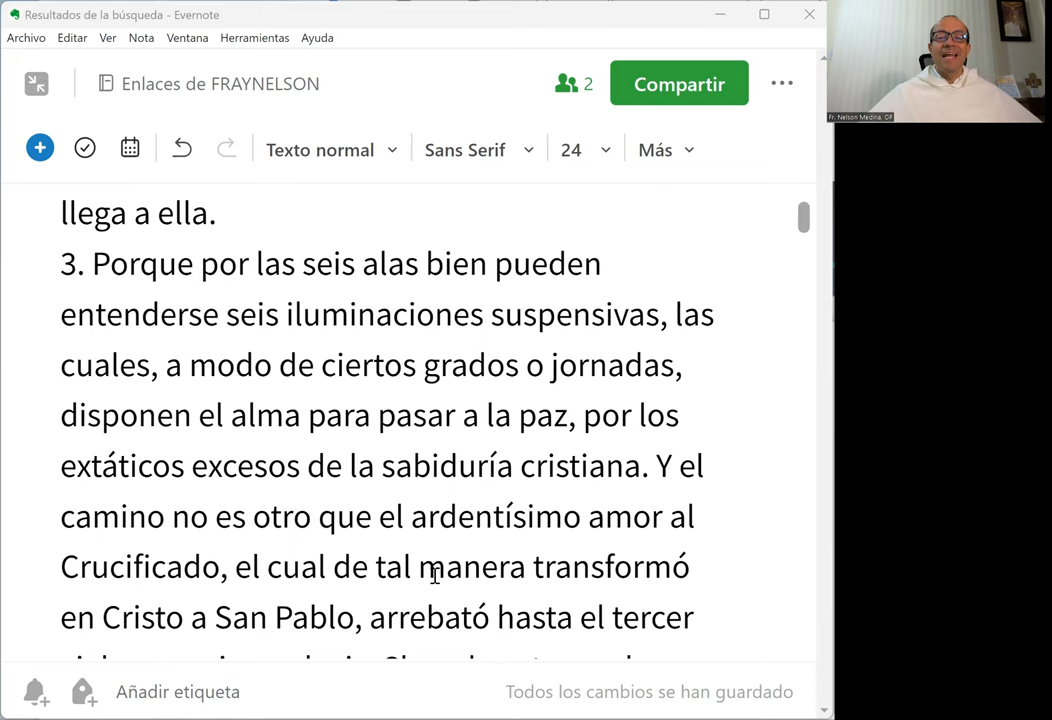 Resultados de la búsqueda - Evernote
Archivo Editar Ver Nota Ventana Herramientas Ayuda
Enlaces de FRAYNELSON
2
Compartir
Texto normal Sans Serif 24 Más
llega a ella.
3. Porque por las seis alas bien pueden
entenderse seis iluminaciones suspensivas, las
cuales, a modo de ciertos grados o jornadas,
disponen el alma para pasar a la paz, por los
extáticos excesos de la sabiduría cristiana. Y el
camino no es otro que el ardentísimo amor al
Crucificado, el cual de tal manera transformó
en Cristo a San Pablo, arrebató hasta el tercer
Añadir etiqueta
Todos los cambios se han guardado
Fr. Nelson Medina, OP